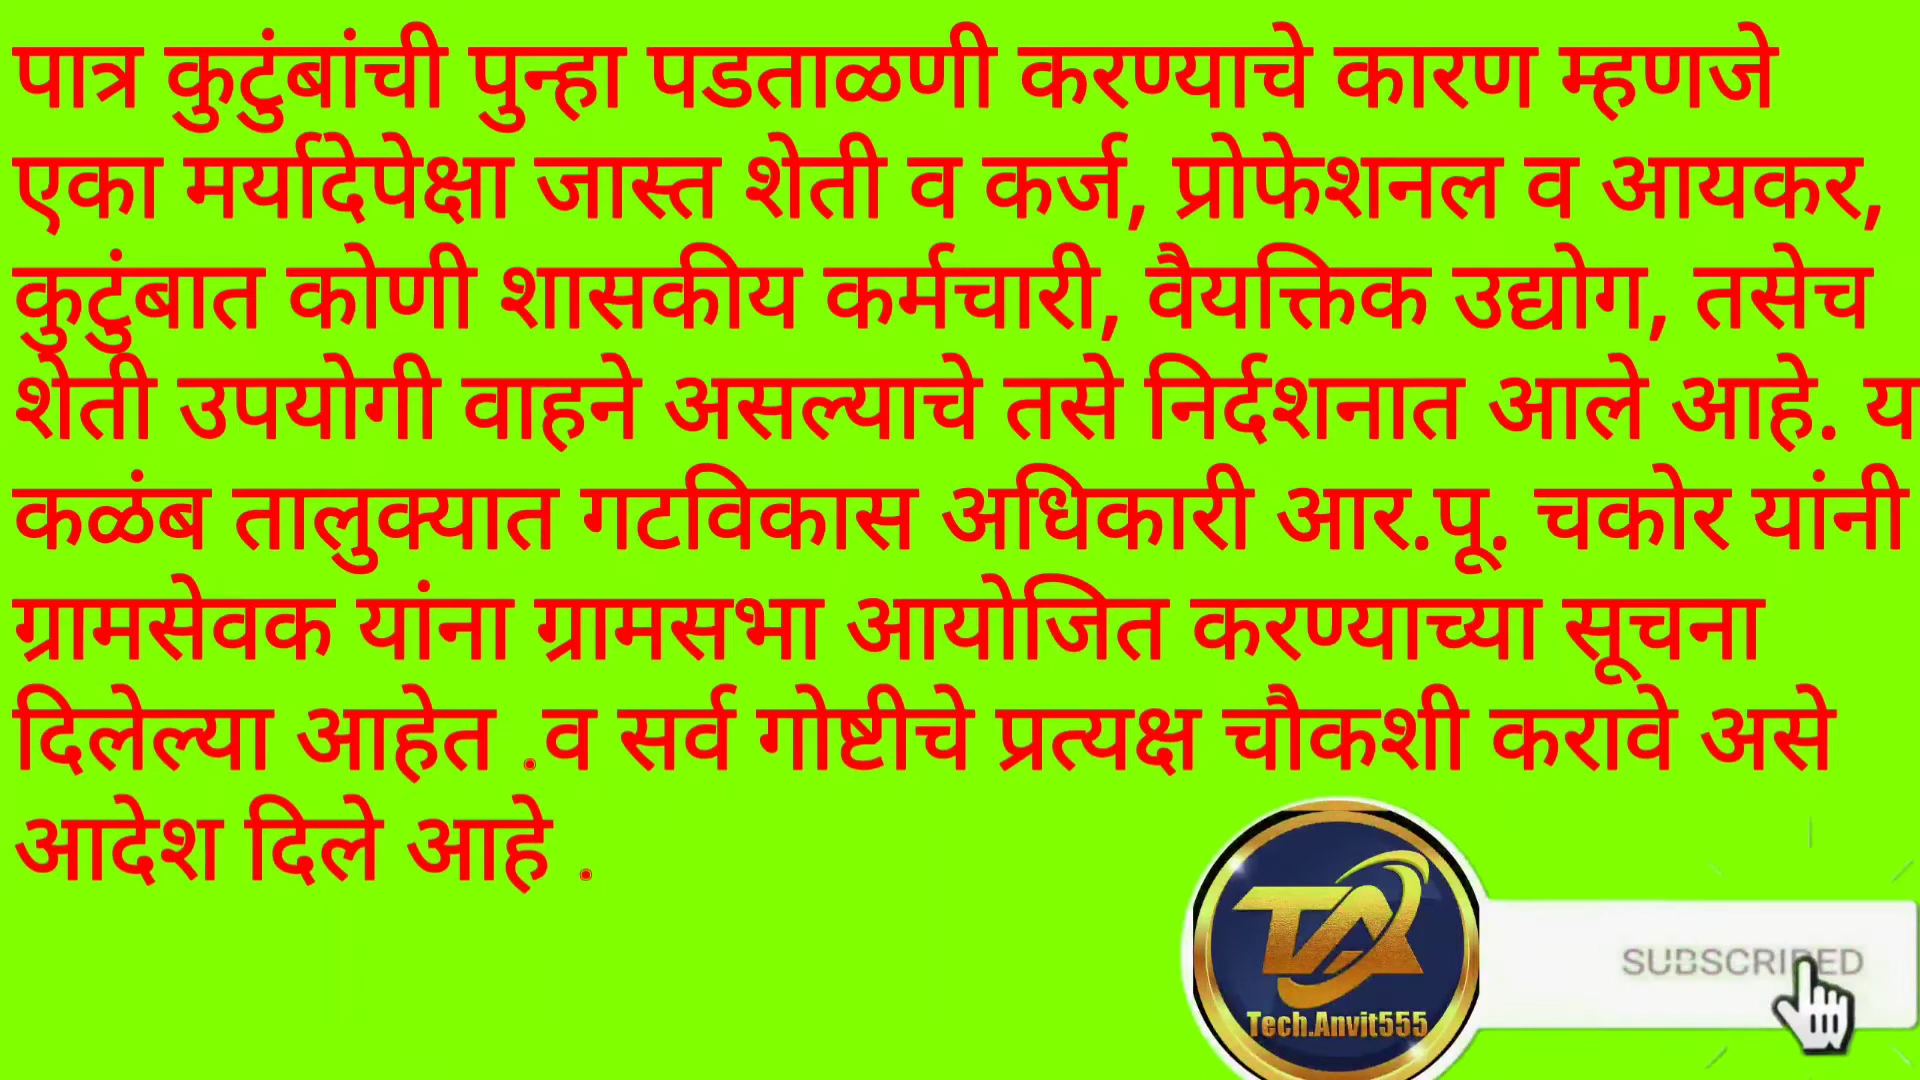 पात्र कुटुंबांची पुन्हा पडताळणी करण्याचे कारण म्हणजे
एका मर्यादेपेक्षा जास्त शेती व कर्ज, प्रोफेशनल व आयकर,
कुटुंबात कोणी शासकीय कर्मचारी, वैयक्तिक उद्योग, तसेच
शेती उपयोगी वाहने असल्याचे तसे निर्दशनात आले आहे. य
कळंब तालुक्यात गटविकास अधिकारी आर.पू. चकोर यांनी
ग्रामसेवक यांना ग्रामसभा आयोजित करण्याच्या सूचना
दिलेल्या आहेत .व सर्व गोष्टीचे प्रत्यक्ष चौकशी करावे असे
आदेश दिले आहे .
TA
Tech.Anvit555
SUBSCRIBED